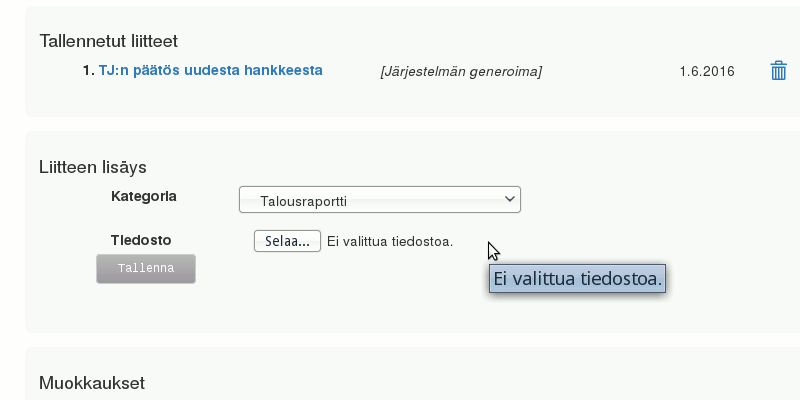 Tallennetut liitteet
1. TJ:n päätös uudesta hankkeesta [Järjestelmän generoima] 1.6.2016
Liitteen lisäys
Kategoria Talousraportti
Tiedosto Selaa... Ei valittua tiedostoa.
Tallenna
Ei valittua tiedostoa.
Muokkaukset